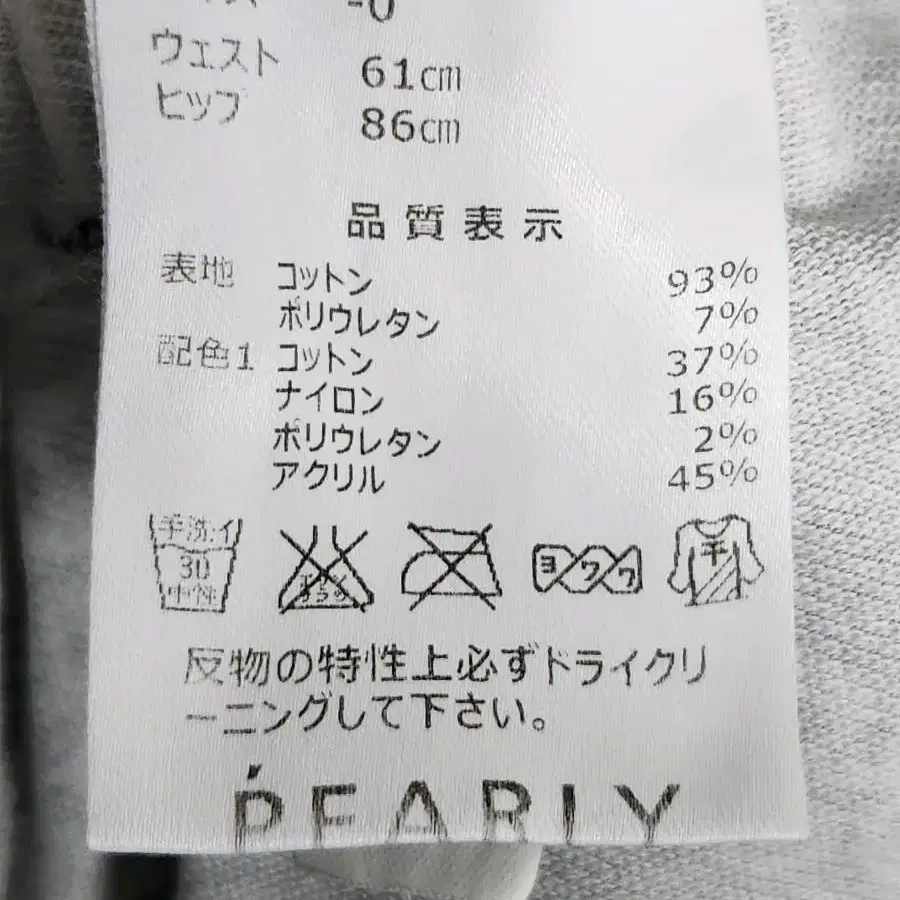 -0
ウェスト 61cm
ヒップ 86cm
品質表示
表地 コットン 93%
ポリウレタン 7%
配色1 コットン 37%
ナイロン 16%
ポリウレタン 2%
アクリル 45%
手洗イ
30
中性
ヨワク
平
反物の特性上必ずドライクリ
ーニングして下さい。
PEARLY